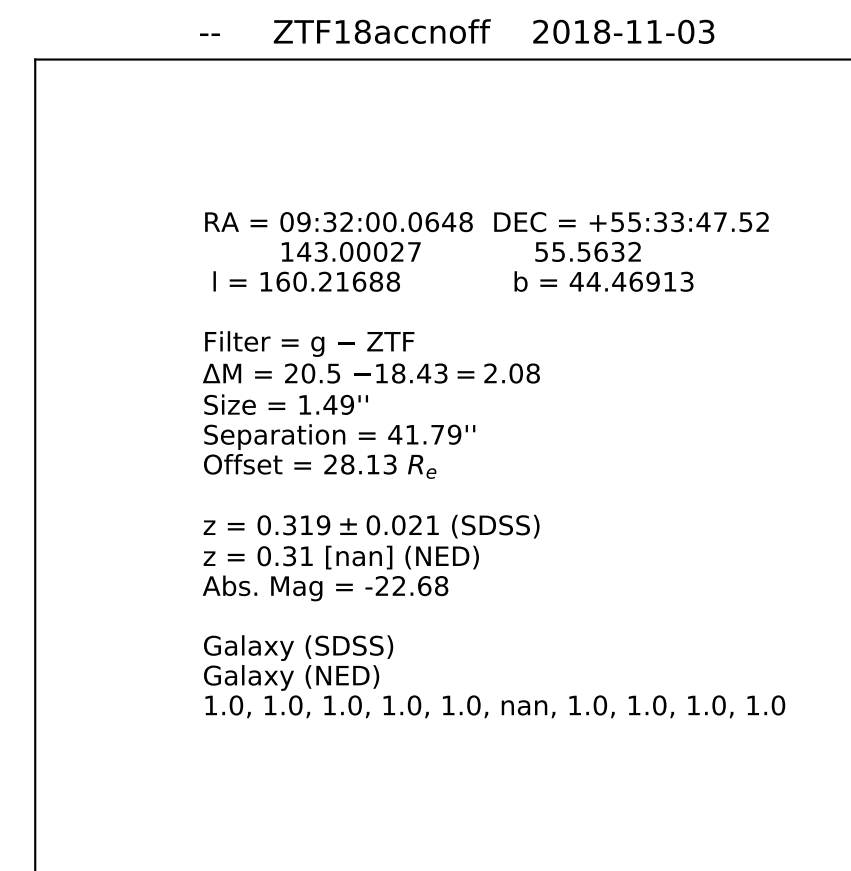 -- ZTF18accnoff 2018-11-03
RA = 09:32:00.0648 DEC = +55:33:47.52
143.00027 55.5632
l = 160.21688 b = 44.46913
Filter = g − ZTF
ΔM = 20.5 −18.43 = 2.08
Size = 1.49''
Separation = 41.79''
Offset = 28.13 Re
z = 0.319 ± 0.021 (SDSS)
z = 0.31 [nan] (NED)
Abs. Mag = -22.68
Galaxy (SDSS)
Galaxy (NED)
1.0, 1.0, 1.0, 1.0, 1.0, nan, 1.0, 1.0, 1.0, 1.0